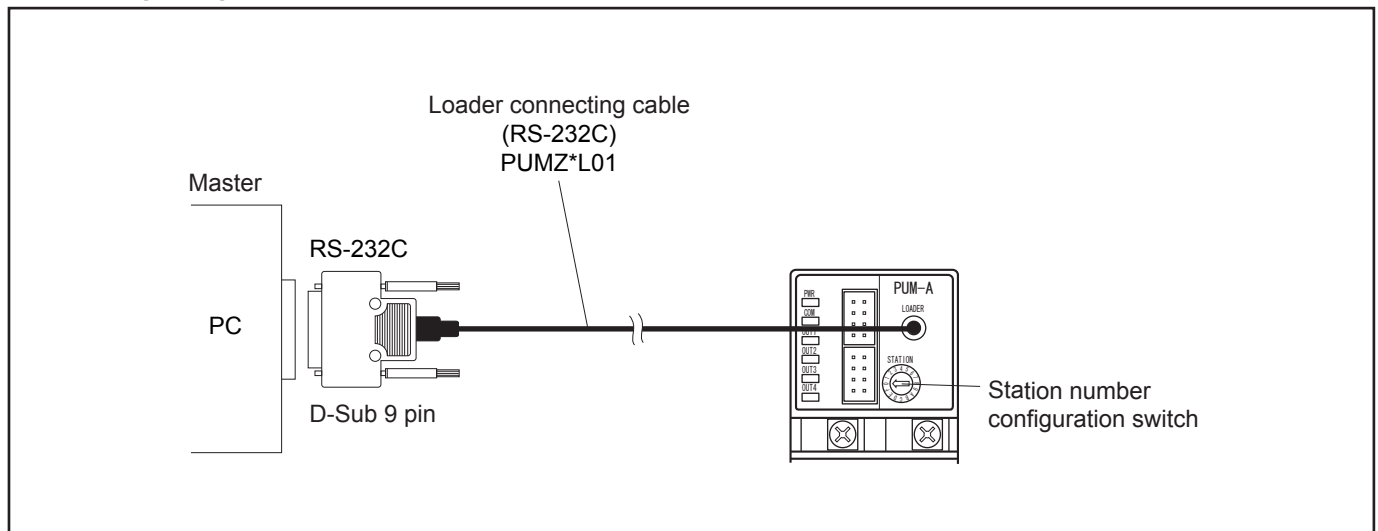 Loader connecting cable
(RS-232C)
PUMZ*L01
Master
RS-232C
PC
D-Sub 9 pin
PUM-A
LOADER
PWR
COM
OUT1
OUT2
OUT3
OUT4
STATION
Station number
configuration switch